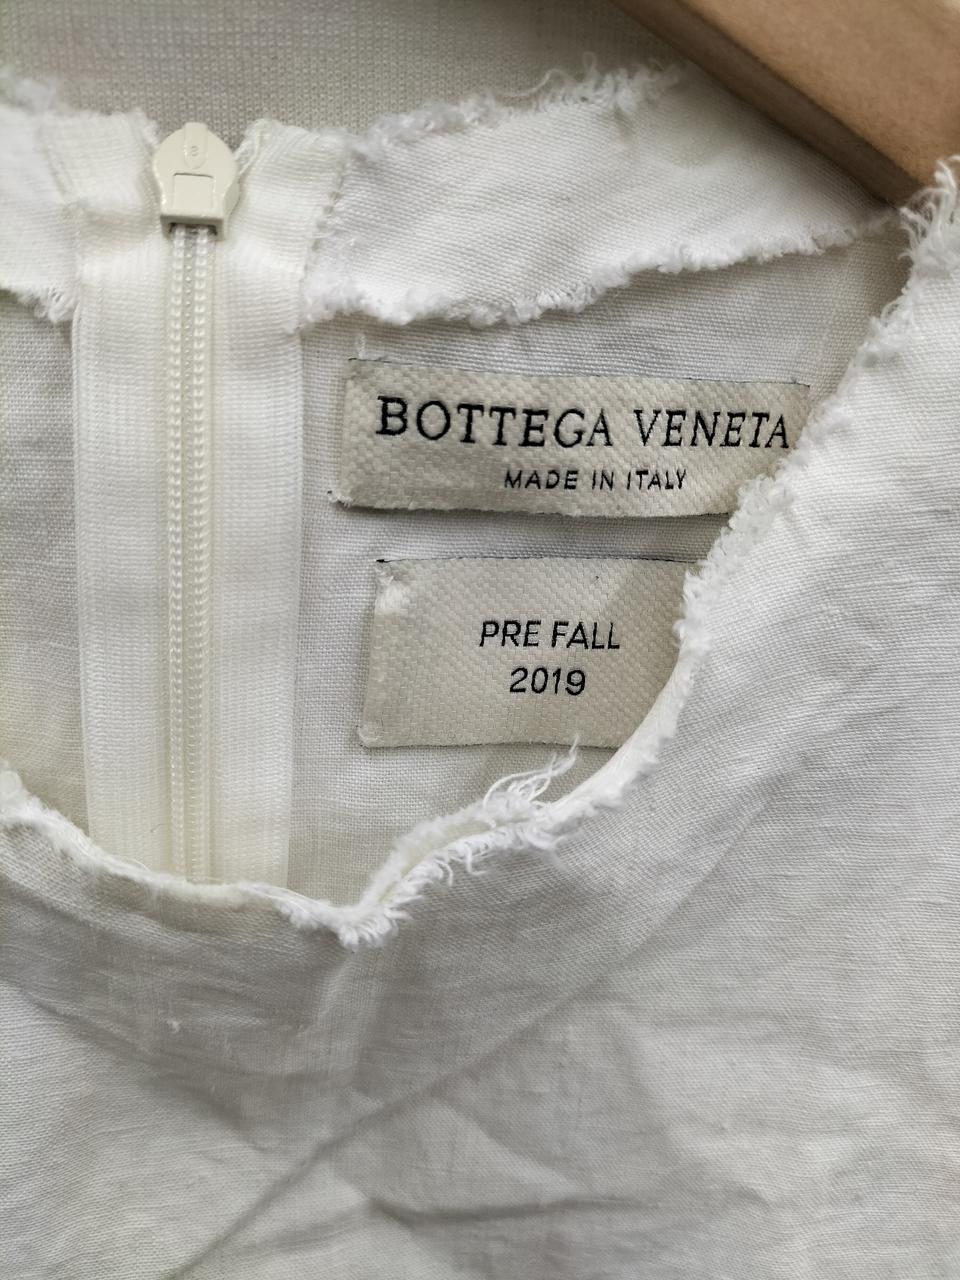 BOTTEGA VENETA
MADE IN ITALY
PRE FALL
2019